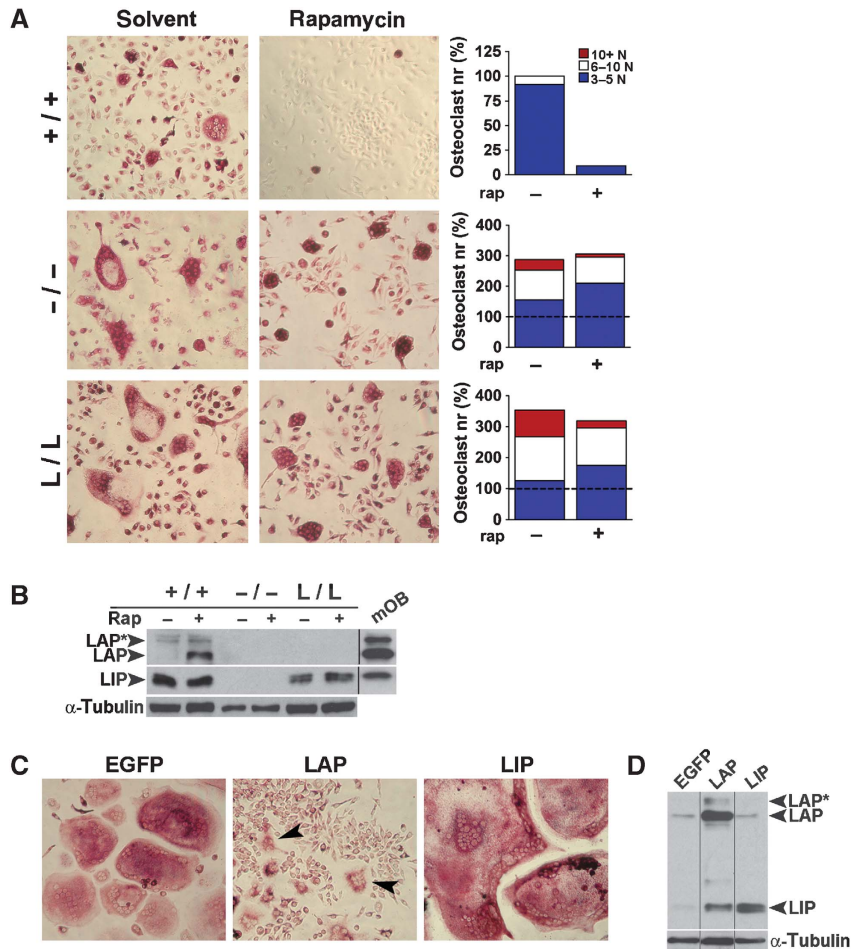 A
Solvent
Rapamycin
+ / +
125
100
75
50
25
0
Osteoclast nr (%)
10+ N
6–10 N
3–5 N
rap
–
+
– / –
400
300
200
100
0
Osteoclast nr (%)
rap
–
+
L / L
400
300
200
100
0
Osteoclast nr (%)
rap
–
+
B
+ / +
– / –
L / L
mOB
Rap
– + – + – +
LAP*
LAP
LIP
α-Tubulin
C
EGFP
LAP
LIP
D
EGFP
LAP
LIP
LAP*
LAP
LIP
α-Tubulin